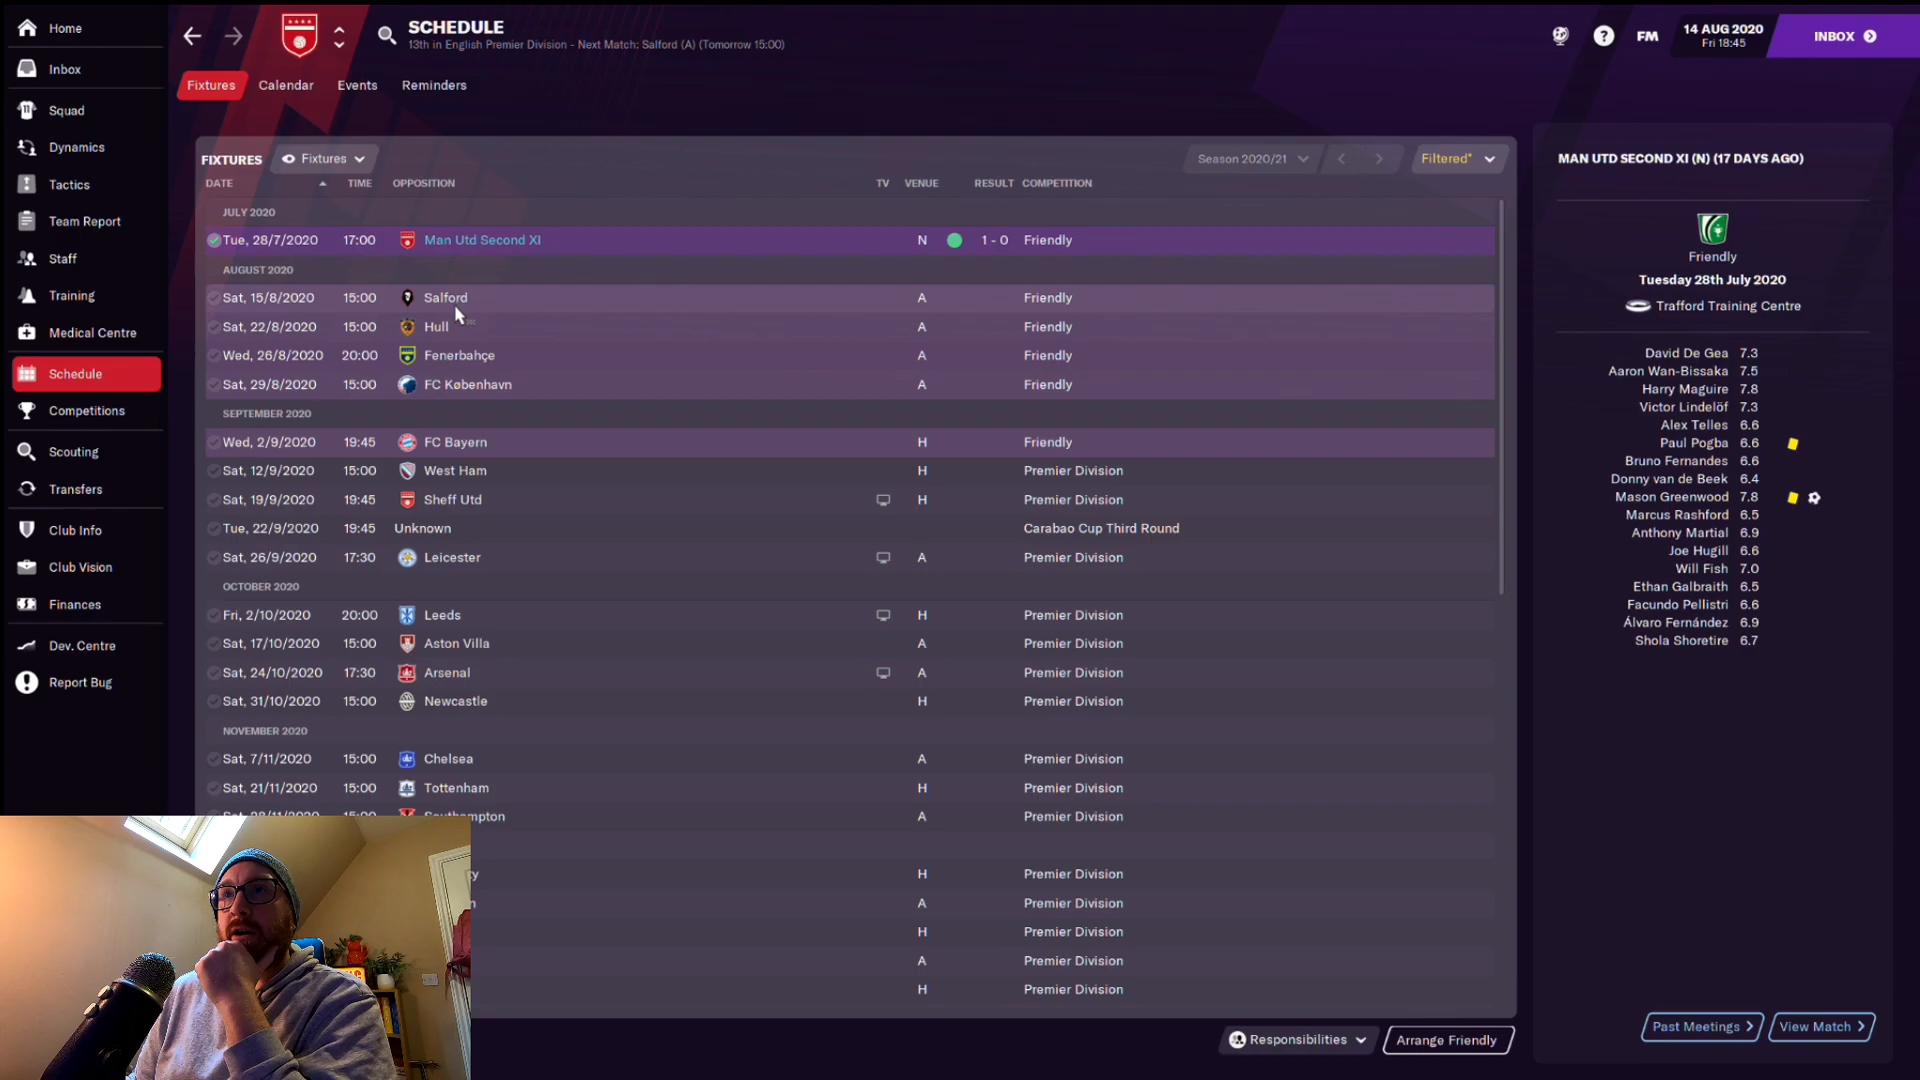 Home
Inbox
Squad
Dynamics
Tactics
Team Report
Staff
Training
Medical Centre
Schedule
Competitions
Scouting
Transfers
Club Info
Club Vision
Finances
Dev. Centre
Report Bug
SCHEDULE
13th in English Premier Division - Next Match: Salford (A) (Tomorrow 15:00)
FM
14 AUG 2020
Fri 18:45
INBOX
Fixtures Calendar Events Reminders
FIXTURES Fixtures Season 2020/21 Filtered*
DATE TIME OPPOSITION TV VENUE RESULT COMPETITION
JULY 2020
Tue, 28/7/2020 17:00 Man Utd Second XI N 1 - 0 Friendly
AUGUST 2020
Sat, 15/8/2020 15:00 Salford A Friendly
Sat, 22/8/2020 15:00 Hull A Friendly
Wed, 26/8/2020 20:00 Fenerbahçe A Friendly
Sat, 29/8/2020 15:00 FC København A Friendly
SEPTEMBER 2020
Wed, 2/9/2020 19:45 FC Bayern H Friendly
Sat, 12/9/2020 15:00 West Ham H Premier Division
Sat, 19/9/2020 19:45 Sheff Utd H Premier Division
Tue, 22/9/2020 19:45 Unknown Carabao Cup Third Round
Sat, 26/9/2020 17:30 Leicester A Premier Division
OCTOBER 2020
Fri, 2/10/2020 20:00 Leeds H Premier Division
Sat, 17/10/2020 15:00 Aston Villa A Premier Division
Sat, 24/10/2020 17:30 Arsenal A Premier Division
Sat, 31/10/2020 15:00 Newcastle H Premier Division
NOVEMBER 2020
Sat, 7/11/2020 15:00 Chelsea A Premier Division
Sat, 21/11/2020 15:00 Tottenham H Premier Division
Sat, 28/11/2020 15:00 Southampton A Premier Division
H Premier Division
A Premier Division
H Premier Division
A Premier Division
H Premier Division
Responsibilities Arrange Friendly
MAN UTD SECOND XI (N) (17 DAYS AGO)
Friendly
Tuesday 28th July 2020
Trafford Training Centre
David De Gea 7.3
Aaron Wan-Bissaka 7.5
Harry Maguire 7.8
Victor Lindelöf 7.3
Alex Telles 6.6
Paul Pogba 6.6
Bruno Fernandes 6.6
Donny van de Beek 6.4
Mason Greenwood 7.8
Marcus Rashford 6.5
Anthony Martial 6.9
Joe Hugill 6.6
Will Fish 7.0
Ethan Galbraith 6.5
Facundo Pellistri 6.6
Álvaro Fernández 6.9
Shola Shoretire 6.7
Past Meetings View Match